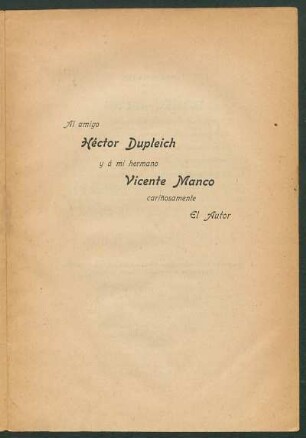 Al amigo
Héctor Dupleich
y á mi hermano
Vicente Manco
cariñosamente
El Autor